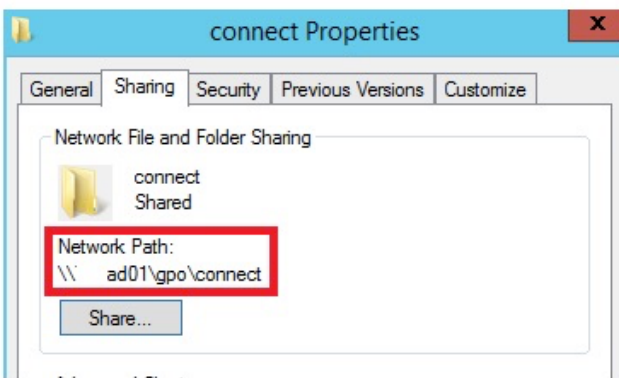 connect Properties
x
General Sharing Security Previous Versions Customize
Network File and Folder Sharing
connect
Shared
Network Path:
\\ ad01\gpo\connect
Share...